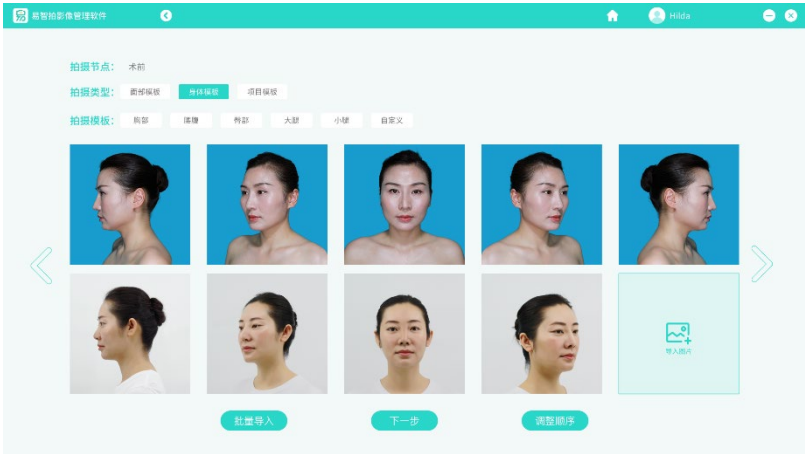 易智拍影像管理软件
Hilda
拍摄节点： 术前
拍摄类型： 面部模板 身体模板 项目模板
拍摄模板： 胸部 腰腹 臀部 大腿 小腿 自定义
导入图片
批量导入 下一步 调整顺序